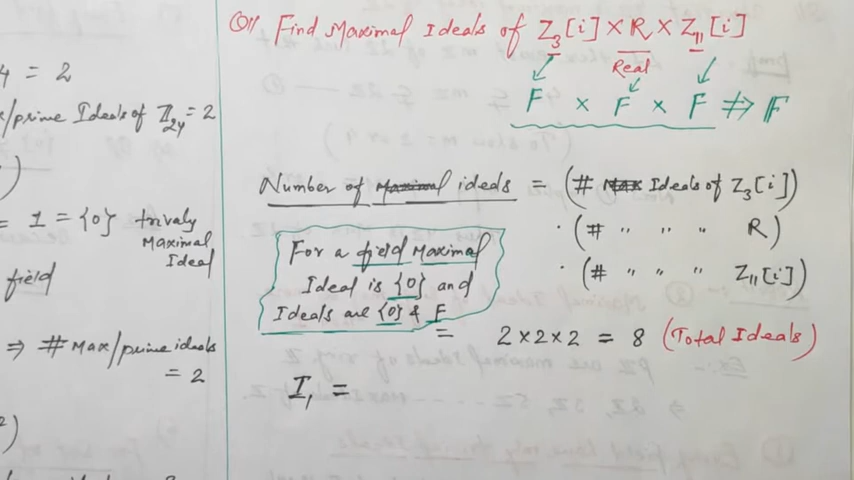 4 = 2
x/prime Ideals of Z₂₄ = 2
)
= 1 = {0} trivaly
Maximal
Ideal
field
⇒ # Max/prime ideals
= 2
²)
Q// Find Maximal Ideals of Z₃[i] × R × Z₁₁[i]
Real
F × F × F ⇏ F
Number of Maximal ideals = (# Max Ideals of Z₃[i])
· (# " " " R)
· (# " " " Z₁₁[i])
For a field Maximal
Ideal is {0} and
Ideals are {0} & F
= 2×2×2 = 8 (Total Ideals)
I₁ =